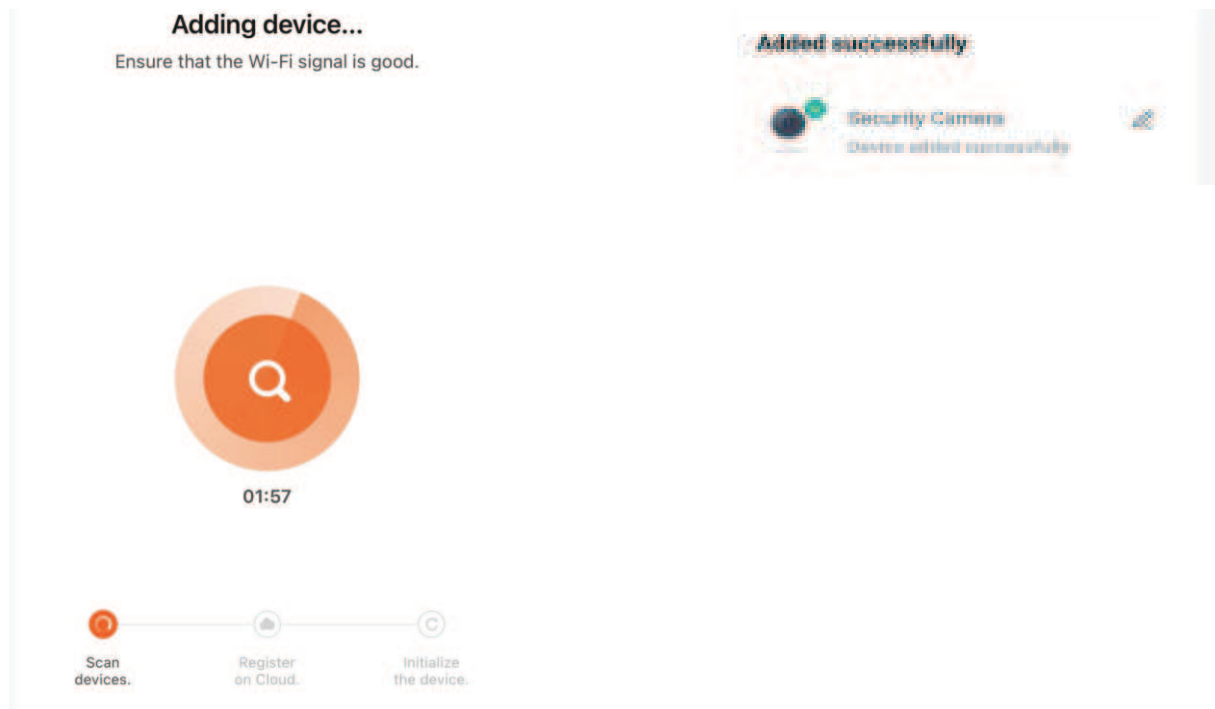 Adding device...
Ensure that the Wi-Fi signal is good.
01:57
Scan
devices.
Register
on Cloud.
Initialize
the device.
Added successfully
Security Camera
Device added successfully